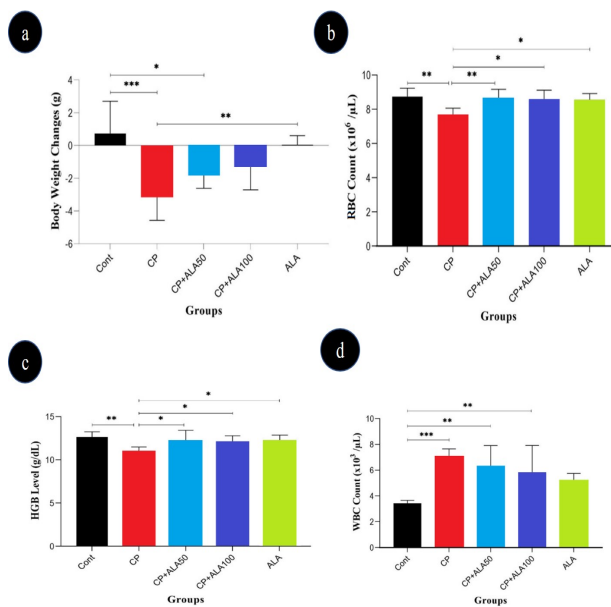 a
*
***
**
Body Weight Changes (g)
4
2
0
-2
-4
-6
Cont
CP
CP+ALA50
CP+ALA100
ALA
Groups
b
*
*
**
**
RBC Count (x10⁶ /µL)
10
8
6
4
2
0
Cont
CP
CP+ALA50
CP+ALA100
ALA
Groups
c
*
*
**
*
HGB Level (g/dL)
15
10
5
0
Cont
CP
CP+ALA50
CP+ALA100
ALA
Groups
d
**
**
***
WBC Count (x10³ /µL)
10
8
6
4
2
0
Cont
CP
CP+ALA50
CP+ALA100
ALA
Groups